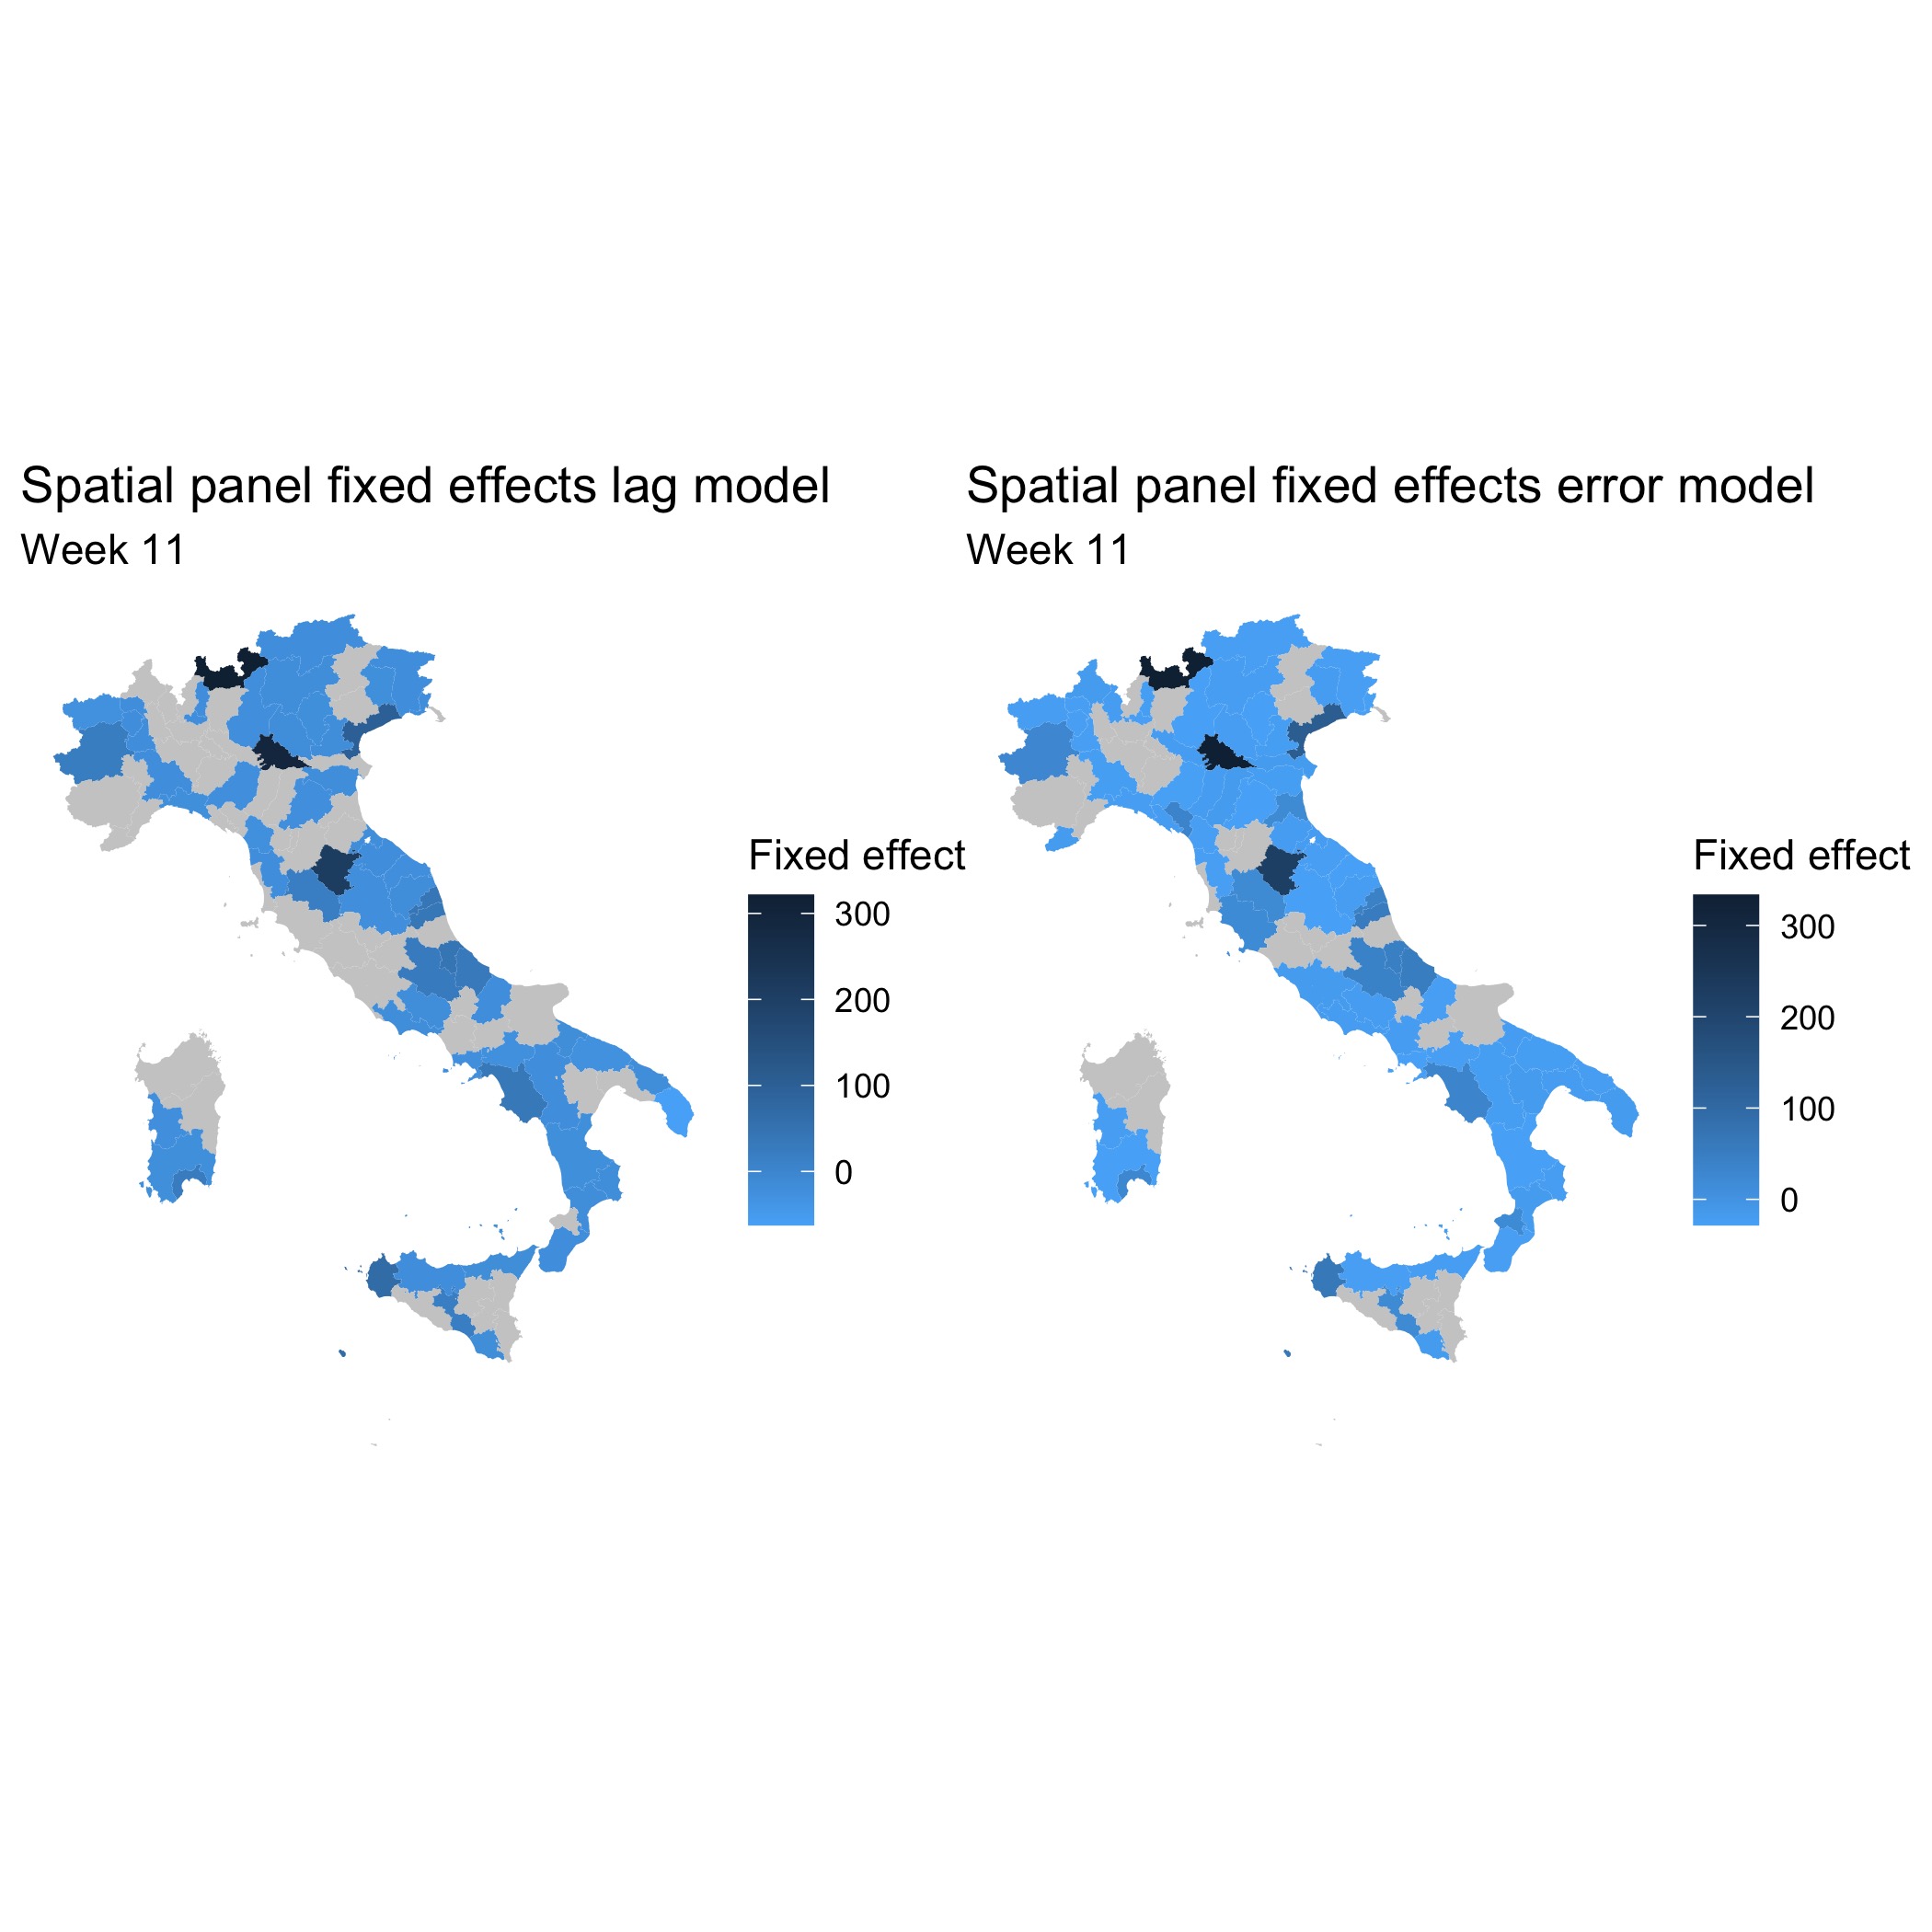 Spatial panel fixed effects lag model
Week 11
Fixed effect
300
200
100
0
Spatial panel fixed effects error model
Week 11
Fixed effect
300
200
100
0